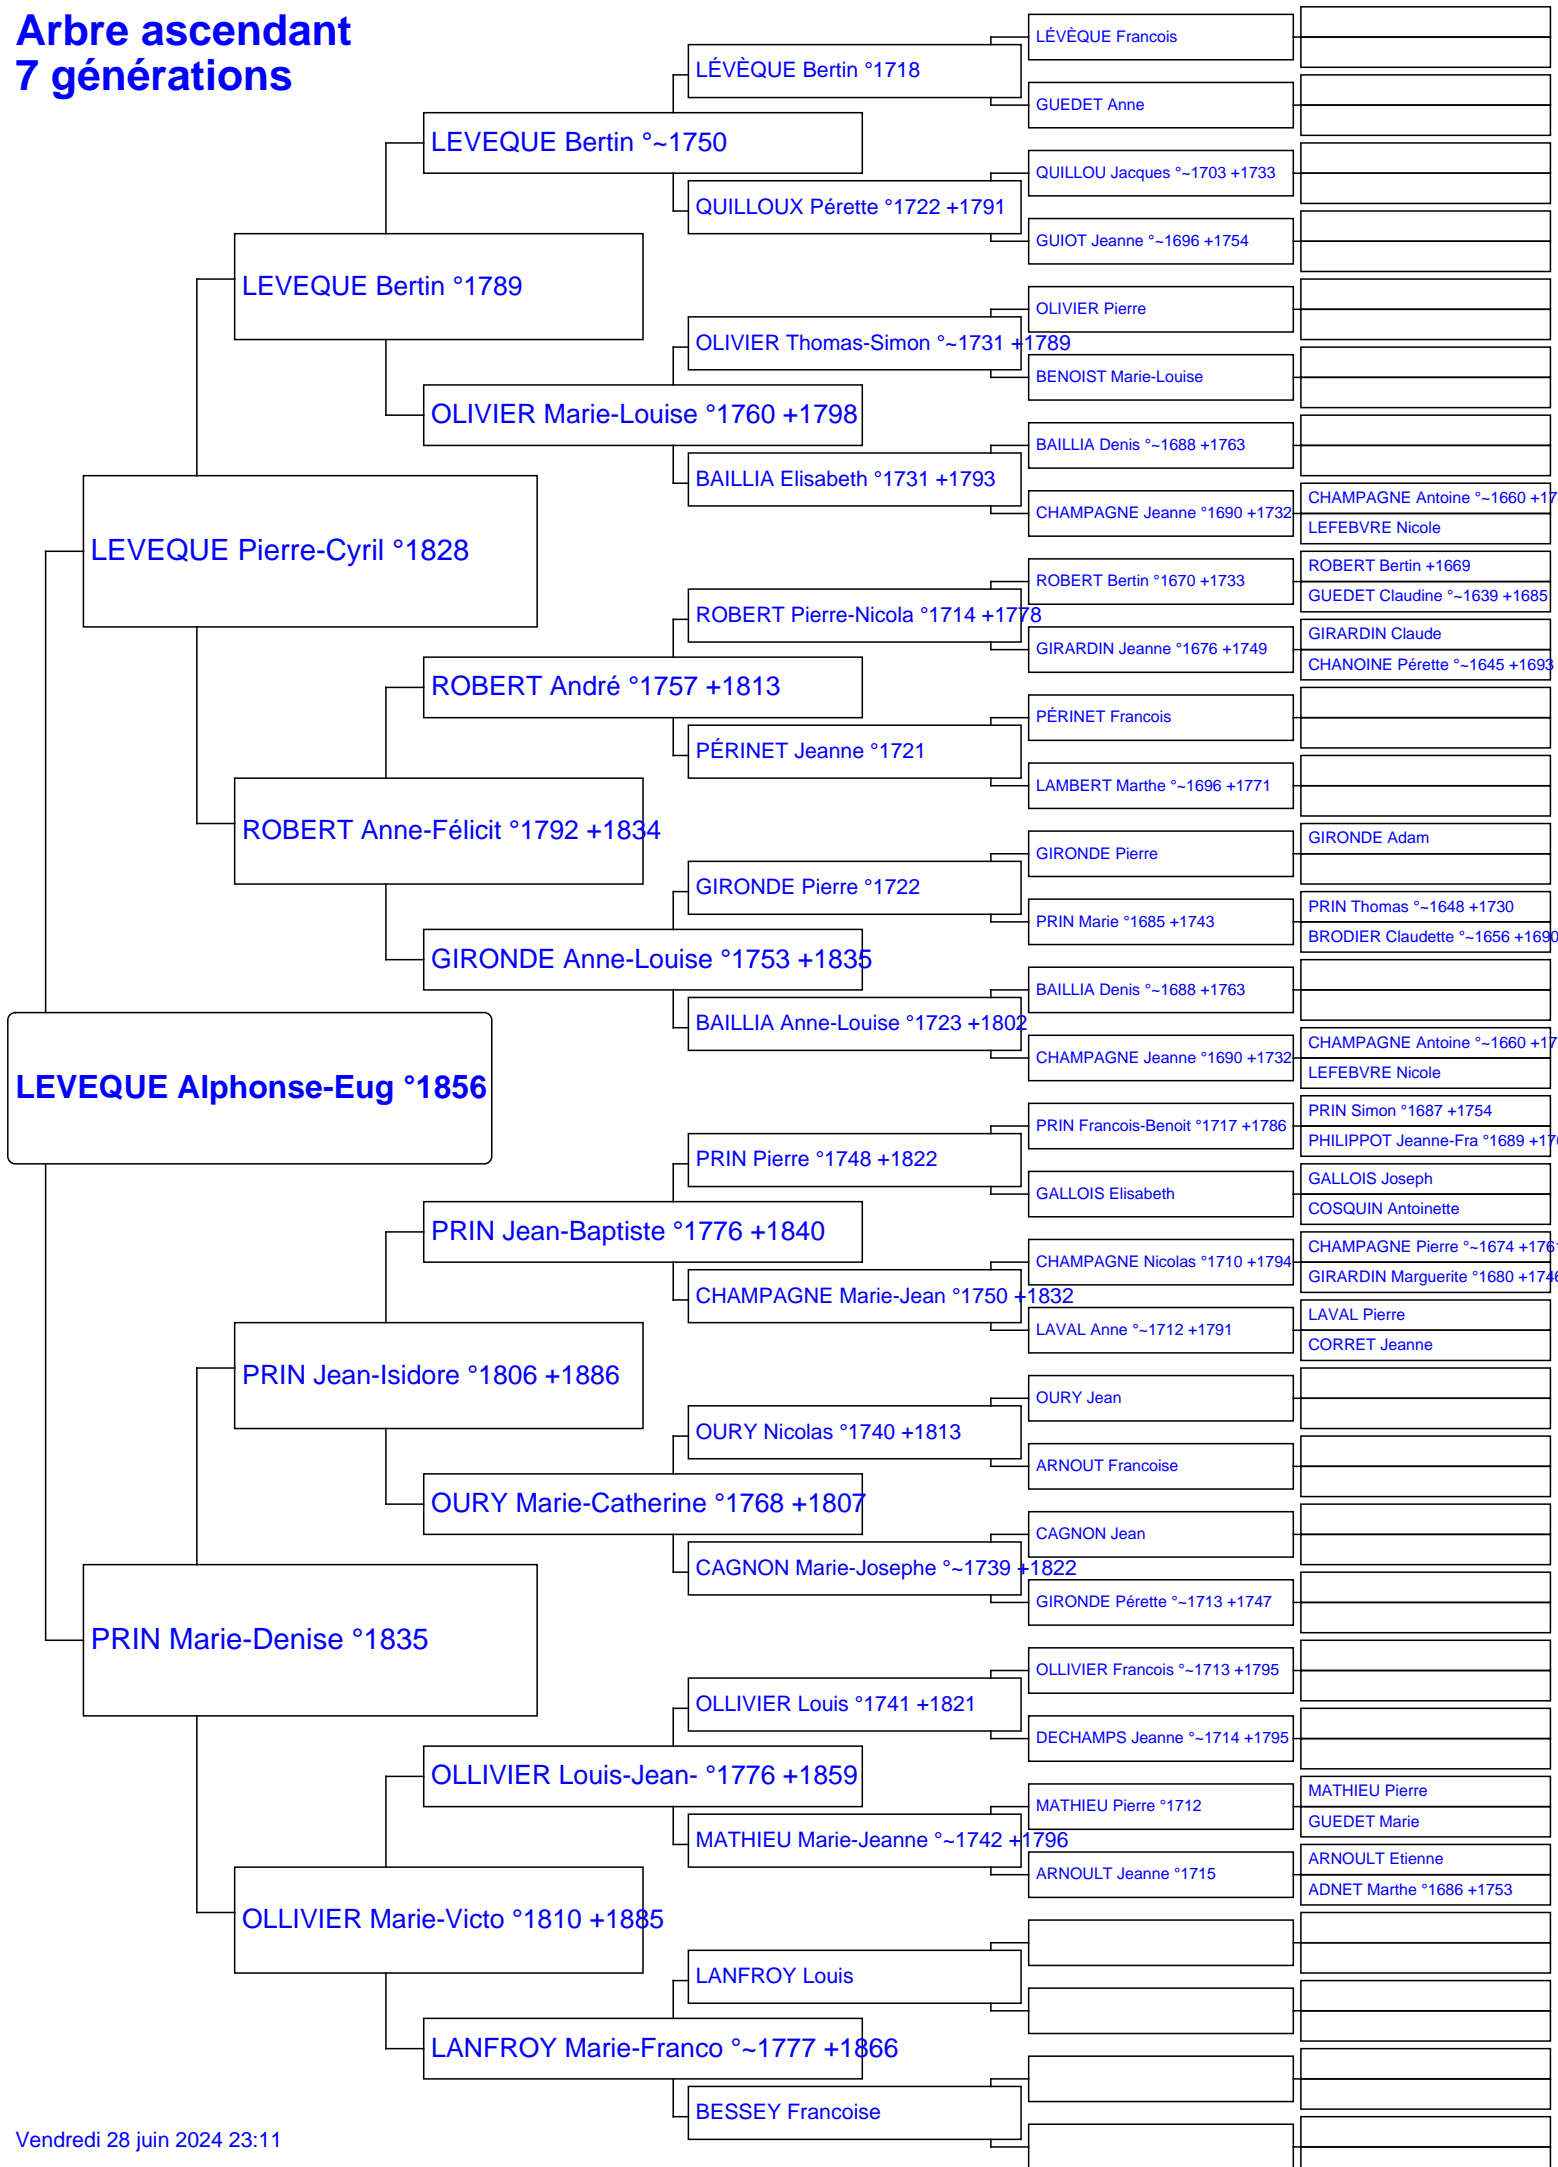 Arbre ascendant
7 générations
LÉVÈQUE Francois
LÉVÈQUE Bertin °1718
GUEDET Anne
LEVEQUE Bertin °~1750
QUILLOU Jacques °~1703 +1733
QUILLOUX Pérette °1722 +1791
GUIOT Jeanne °~1696 +1754
LEVEQUE Bertin °1789
OLIVIER Pierre
OLIVIER Thomas-Simon °~1731 +1789
BENOIST Marie-Louise
OLIVIER Marie-Louise °1760 +1798
BAILLIA Denis °~1688 +1763
BAILLIA Elisabeth °1731 +1793
CHAMPAGNE Antoine °~1660 +17
CHAMPAGNE Jeanne °1690 +1732
LEFEBVRE Nicole
LEVEQUE Pierre-Cyril °1828
ROBERT Bertin +1669
ROBERT Bertin °1670 +1733
GUEDET Claudine °~1639 +1685
ROBERT Pierre-Nicola °1714 +1778
GIRARDIN Claude
GIRARDIN Jeanne °1676 +1749
CHANOINE Pérette °~1645 +1693
ROBERT André °1757 +1813
PÉRINET Francois
PÉRINET Jeanne °1721
LAMBERT Marthe °~1696 +1771
ROBERT Anne-Félicit °1792 +1834
GIRONDE Adam
GIRONDE Pierre
GIRONDE Pierre °1722
PRIN Thomas °~1648 +1730
PRIN Marie °1685 +1743
BRODIER Claudette °~1656 +1690
GIRONDE Anne-Louise °1753 +1835
BAILLIA Denis °~1688 +1763
BAILLIA Anne-Louise °1723 +1802
CHAMPAGNE Antoine °~1660 +17
CHAMPAGNE Jeanne °1690 +1732
LEFEBVRE Nicole
LEVEQUE Alphonse-Eug °1856
PRIN Simon °1687 +1754
PRIN Francois-Benoit °1717 +1786
PHILIPPOT Jeanne-Fra °1689 +17
PRIN Pierre °1748 +1822
GALLOIS Joseph
GALLOIS Elisabeth
COSQUIN Antoinette
PRIN Jean-Baptiste °1776 +1840
CHAMPAGNE Pierre °~1674 +1761
CHAMPAGNE Nicolas °1710 +1794
GIRARDIN Marguerite °1680 +1746
CHAMPAGNE Marie-Jean °1750 +1832
LAVAL Pierre
LAVAL Anne °~1712 +1791
CORRET Jeanne
PRIN Jean-Isidore °1806 +1886
OURY Jean
OURY Nicolas °1740 +1813
ARNOUT Francoise
OURY Marie-Catherine °1768 +1807
CAGNON Jean
CAGNON Marie-Josephe °~1739 +1822
GIRONDE Pérette °~1713 +1747
PRIN Marie-Denise °1835
OLLIVIER Francois °~1713 +1795
OLLIVIER Louis °1741 +1821
DECHAMPS Jeanne °~1714 +1795
OLLIVIER Louis-Jean- °1776 +1859
MATHIEU Pierre
MATHIEU Pierre °1712
GUEDET Marie
MATHIEU Marie-Jeanne °~1742 +1796
ARNOULT Etienne
ARNOULT Jeanne °1715
ADNET Marthe °1686 +1753
OLLIVIER Marie-Victo °1810 +1885
LANFROY Louis
LANFROY Marie-Franco °~1777 +1866
BESSEY Francoise
Vendredi 28 juin 2024 23:11